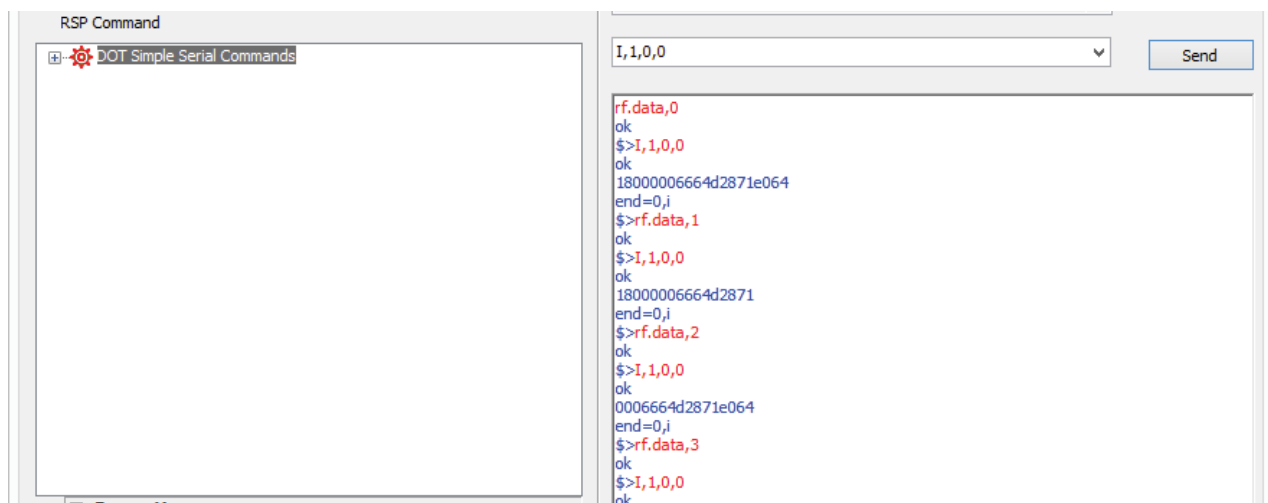 RSP Command
DOT Simple Serial Commands
I,1,0,0
Send
rf.data,0
ok
$>I,1,0,0
ok
18000006664d2871e064
end=0,i
$>rf.data,1
ok
$>I,1,0,0
ok
18000006664d2871
end=0,i
$>rf.data,2
ok
$>I,1,0,0
ok
0006664d2871e064
end=0,i
$>rf.data,3
ok
$>I,1,0,0
ok